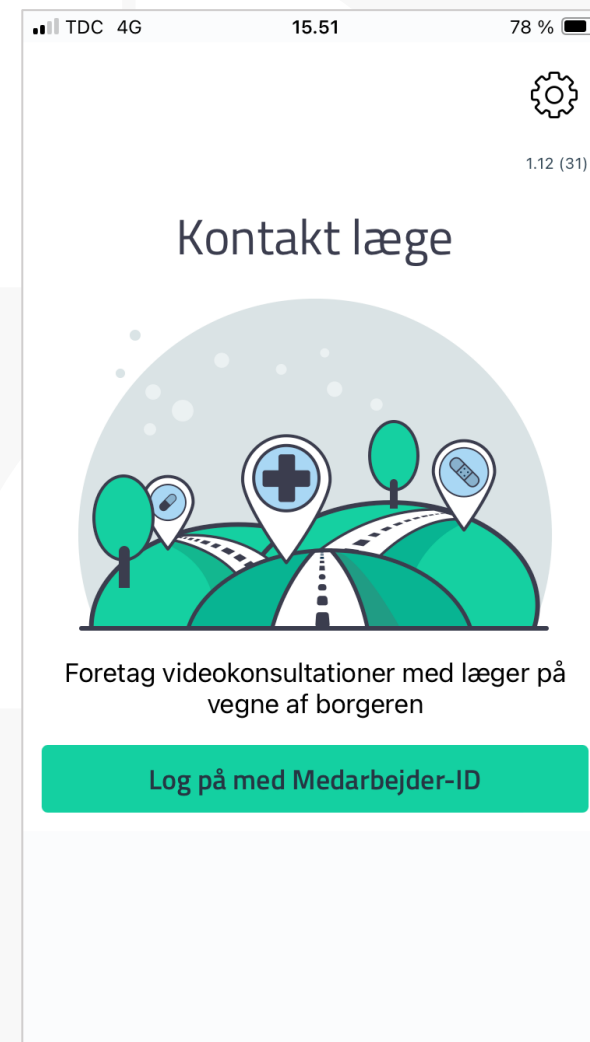 TDC 4G 15.51 78 %
1.12 (31)
Kontakt læge
Foretag videokonsultationer med læger på
vegne af borgeren
Log på med Medarbejder-ID